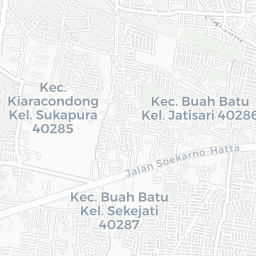 Kec.
Kiaracondong
Kel. Sukapura
40285
Kec. Buah Batu
Kel. Jatisari 40286
Jalan Soekarno-Hatta
Kec. Buah Batu
Kel. Sekejati
40287